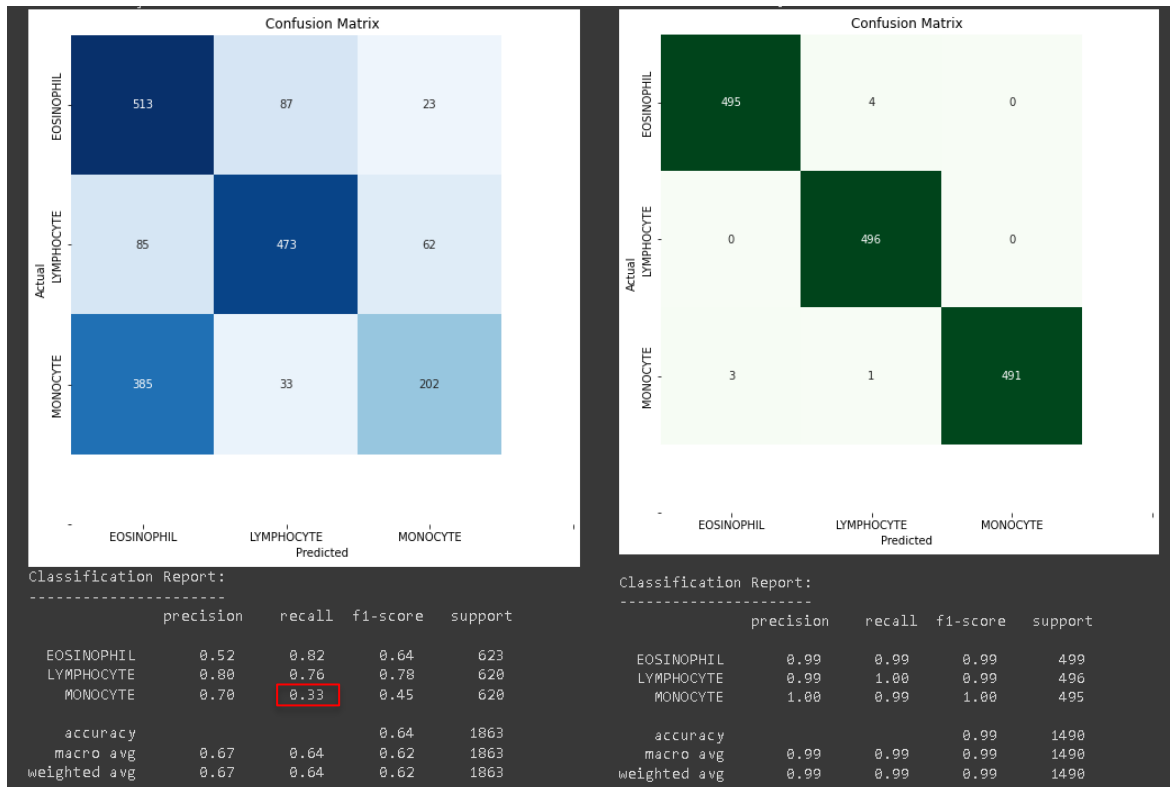 Confusion Matrix
EOSINOPHIL
513 87 23
LYMPHOCYTE
85 473 62
MONOCYTE
385 33 202
Actual
EOSINOPHIL LYMPHOCYTE MONOCYTE
Predicted
Classification Report:
----------------------
precision recall f1-score support
EOSINOPHIL 0.52 0.82 0.64 623
LYMPHOCYTE 0.80 0.76 0.78 620
MONOCYTE 0.70 0.33 0.45 620
accuracy 0.64 1863
macro avg 0.67 0.64 0.62 1863
weighted avg 0.67 0.64 0.62 1863
Confusion Matrix
EOSINOPHIL
495 4 0
LYMPHOCYTE
0 496 0
MONOCYTE
3 1 491
Actual
EOSINOPHIL LYMPHOCYTE MONOCYTE
Predicted
Classification Report:
----------------------
precision recall f1-score support
EOSINOPHIL 0.99 0.99 0.99 499
LYMPHOCYTE 0.99 1.00 0.99 496
MONOCYTE 1.00 0.99 1.00 495
accuracy 0.99 1490
macro avg 0.99 0.99 0.99 1490
weighted avg 0.99 0.99 0.99 1490